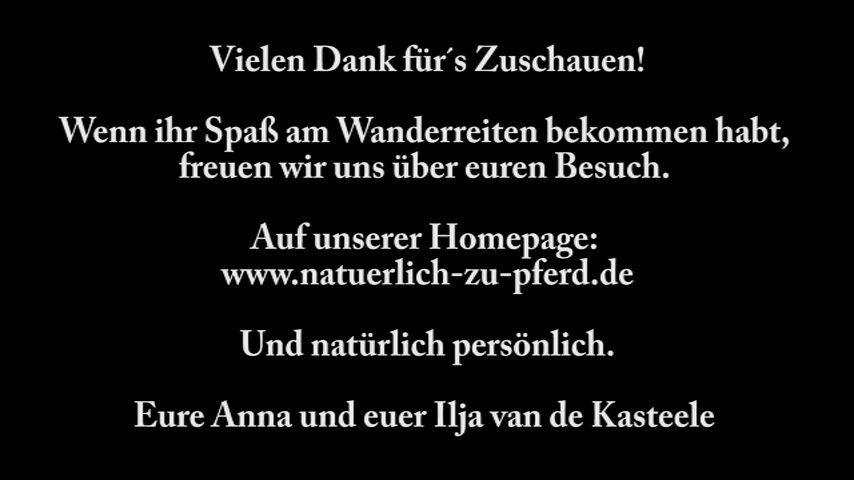 Vielen Dank für´s Zuschauen!
Wenn ihr Spaß am Wanderreiten bekommen habt,
freuen wir uns über euren Besuch.
Auf unserer Homepage:
www.natuerlich-zu-pferd.de
Und natürlich persönlich.
Eure Anna und euer Ilja van de Kasteele